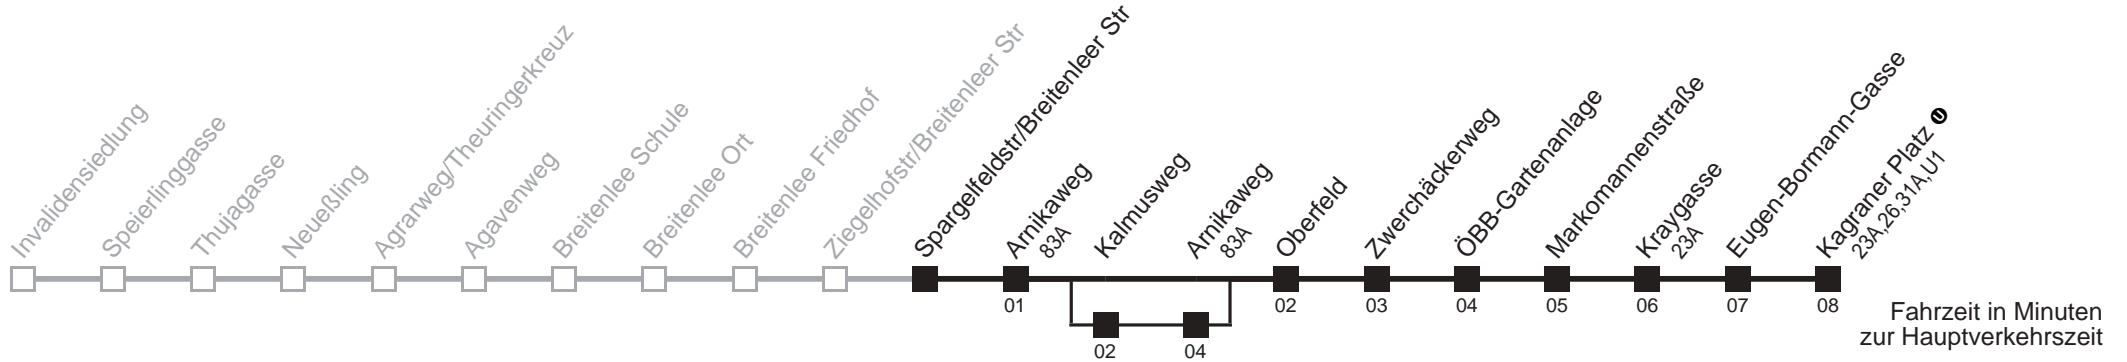 Invalidensiedlung
Speierlinggasse
Thujagasse
Neueßling
Agrarweg/Theuringerkreuz
Agavenweg
Breitenlee Schule
Breitenlee Ort
Breitenlee Friedhof
Ziegelhofstr/Breitenleer Str
Spargelfeldstr/Breitenleer Str
Arnikaweg
83A
Kalmusweg
Arnikaweg
83A
Oberfeld
Zwerchäckerweg
ÖBB-Gartenanlage
Markomannenstraße
Kraygasse
23A
Eugen-Bormann-Gasse
Kagraner Platz U
23A,26,31A,U1
01
02
03
04
05
06
07
08
02
04
Fahrzeit in Minuten
zur Hauptverkehrszeit